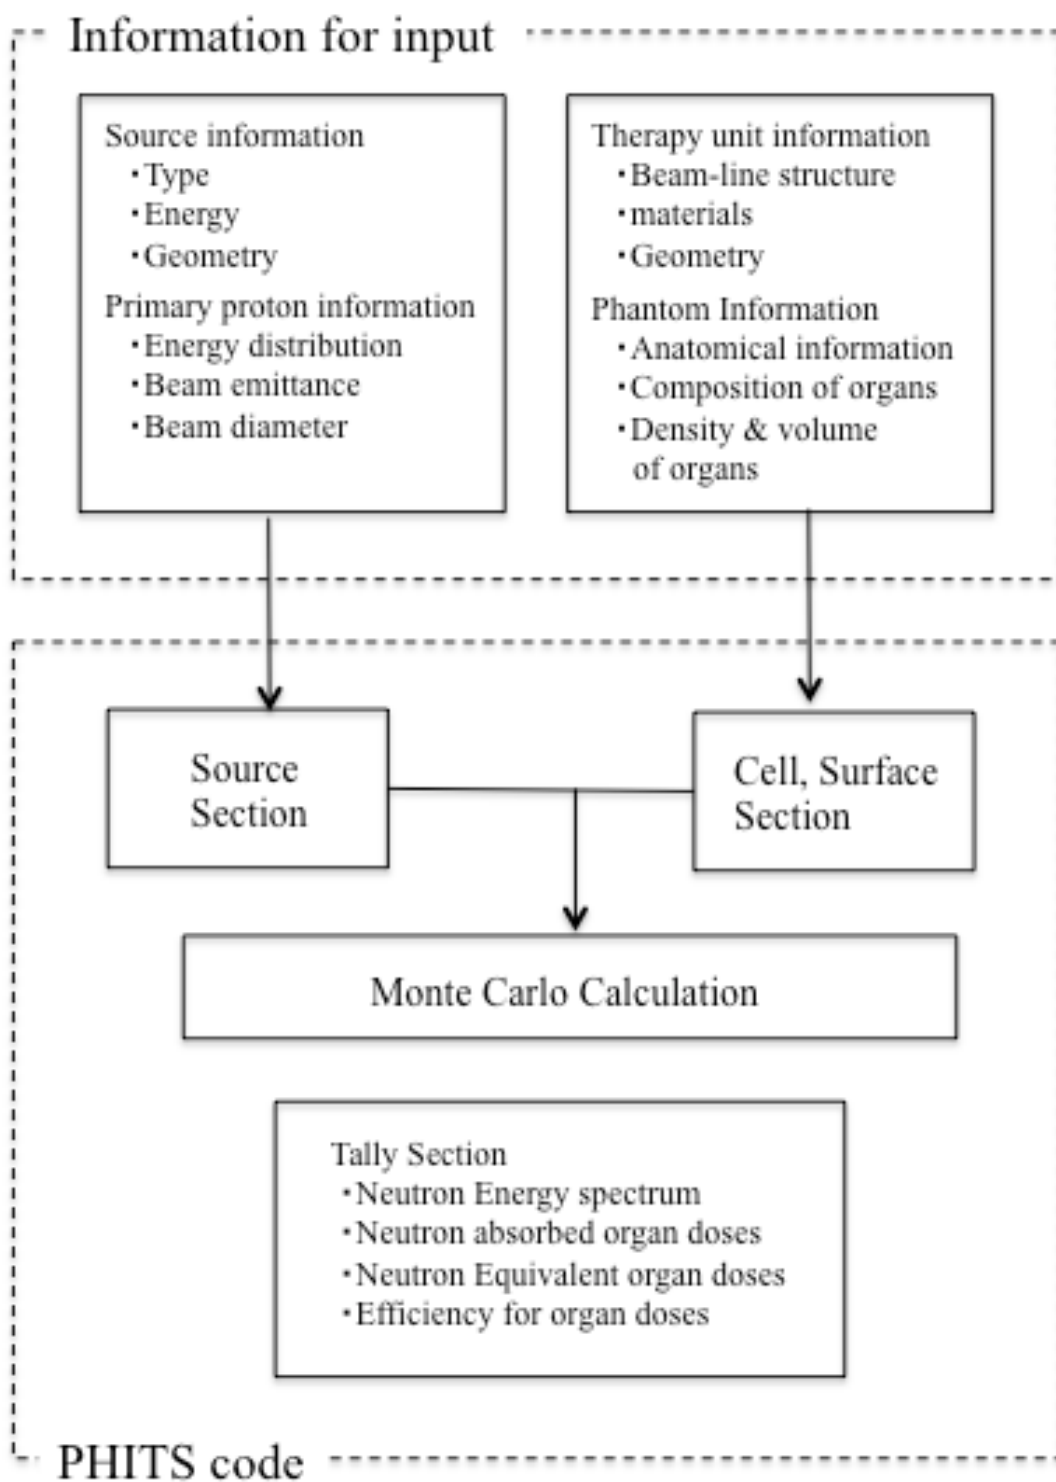 Information for input
Source information
・Type
・Energy
・Geometry
Primary proton information
・Energy distribution
・Beam emittance
・Beam diameter
Therapy unit information
・Beam-line structure
・materials
・Geometry
Phantom Information
・Anatomical information
・Composition of organs
・Density & volume
of organs
Source
Section
Cell, Surface
Section
Monte Carlo Calculation
Tally Section
・Neutron Energy spectrum
・Neutron absorbed organ doses
・Neutron Equivalent organ doses
・Efficiency for organ doses
PHITS code